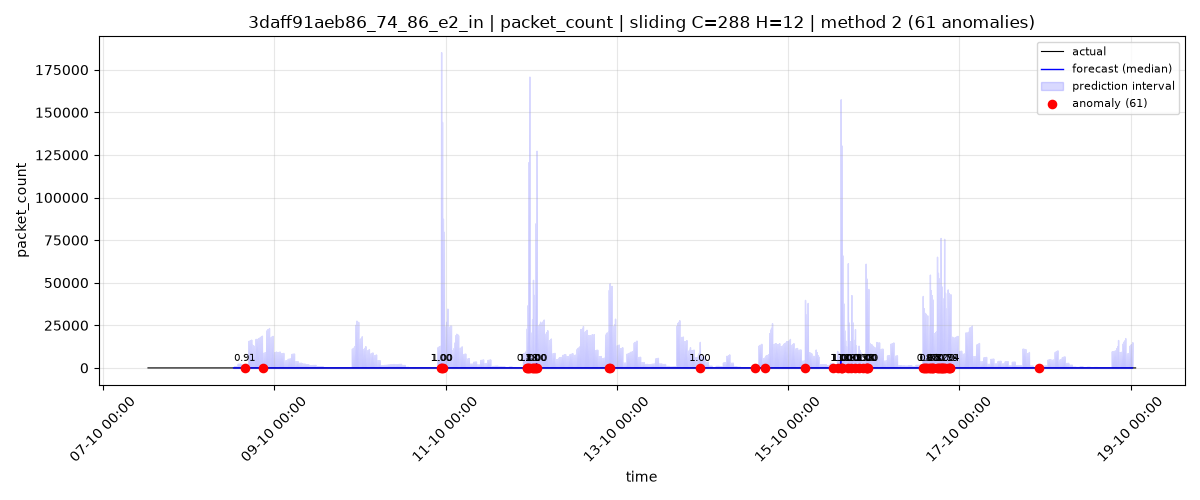 3daff91aeb86_74_86_e2_in | packet_count | sliding C=288 H=12 | method 2 (61 anomalies)
actual
forecast (median)
prediction interval
anomaly (61)
packet_count
175000
150000
125000
100000
75000
50000
25000
0
0.91
1.00
1.00
07-10 00:00
09-10 00:00
11-10 00:00
13-10 00:00
15-10 00:00
17-10 00:00
19-10 00:00
time